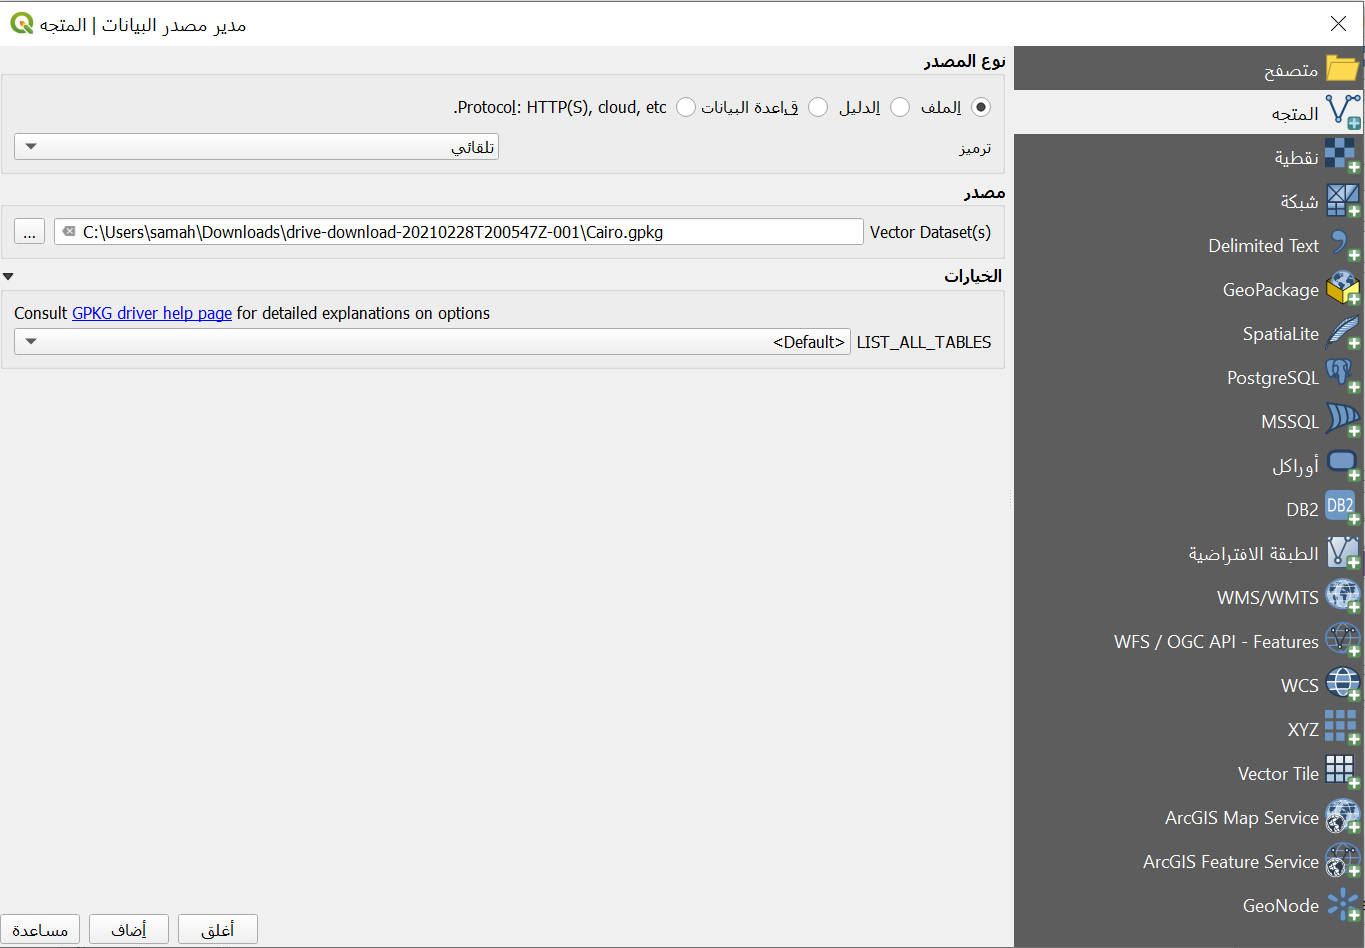 مدير مصدر البيانات | المتجه
متصفح
المتجه
نقطية
شبكة
Delimited Text
GeoPackage
SpatiaLite
PostgreSQL
MSSQL
أوراكل
DB2
DB2
الطبقة الافتراضية
WMS/WMTS
WFS / OGC API - Features
WCS
XYZ
Vector Tile
ArcGIS Map Service
ArcGIS Feature Service
GeoNode
نوع المصدر
الملف الدليل قاعدة البيانات Protocol: HTTP(S), cloud, etc.
ترميز تلقائي
مصدر
Vector Dataset(s) C:\Users\samah\Downloads\drive-download-20210228T200547Z-001\Cairo.gpkg ...
الخيارات
Consult GPKG driver help page for detailed explanations on options
LIST_ALL_TABLES <Default>
أغلق أضاف مساعدة